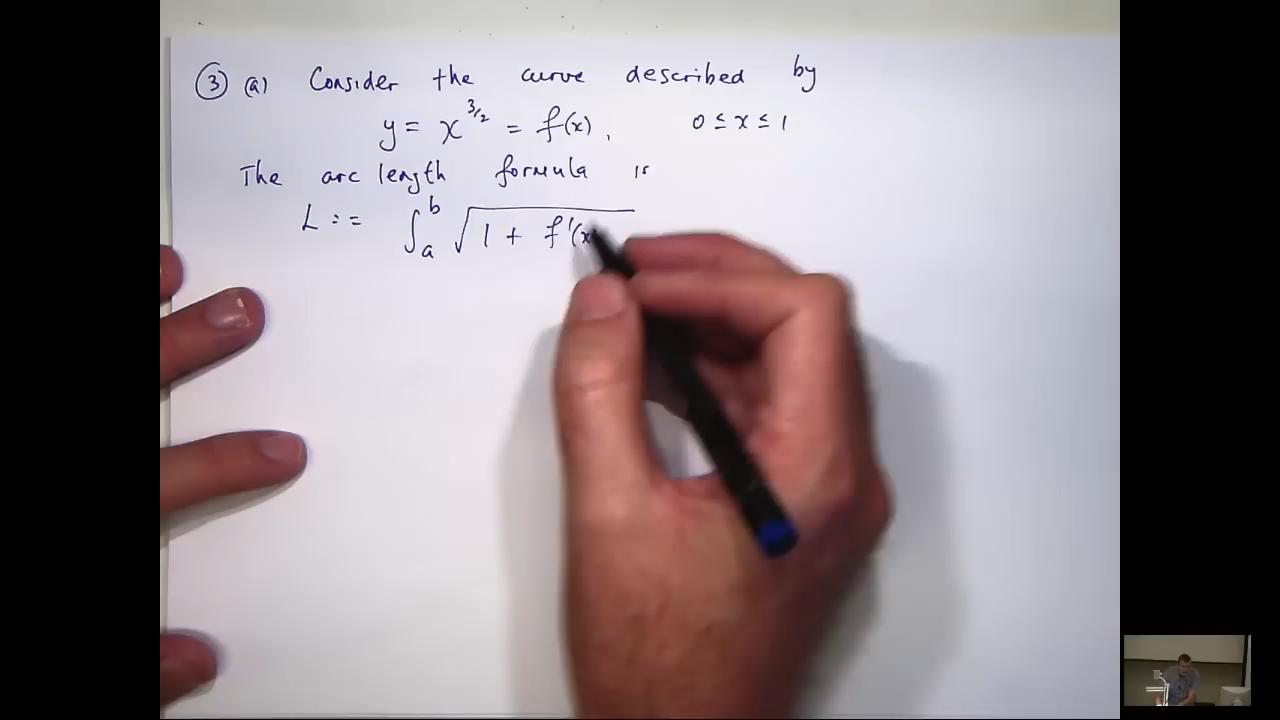 ③ (a) Consider the curve described by
y = x^{3/2} = f(x), 0 ≤ x ≤ 1
The arc length formula is
L := ∫_a^b √(1 + f'(x